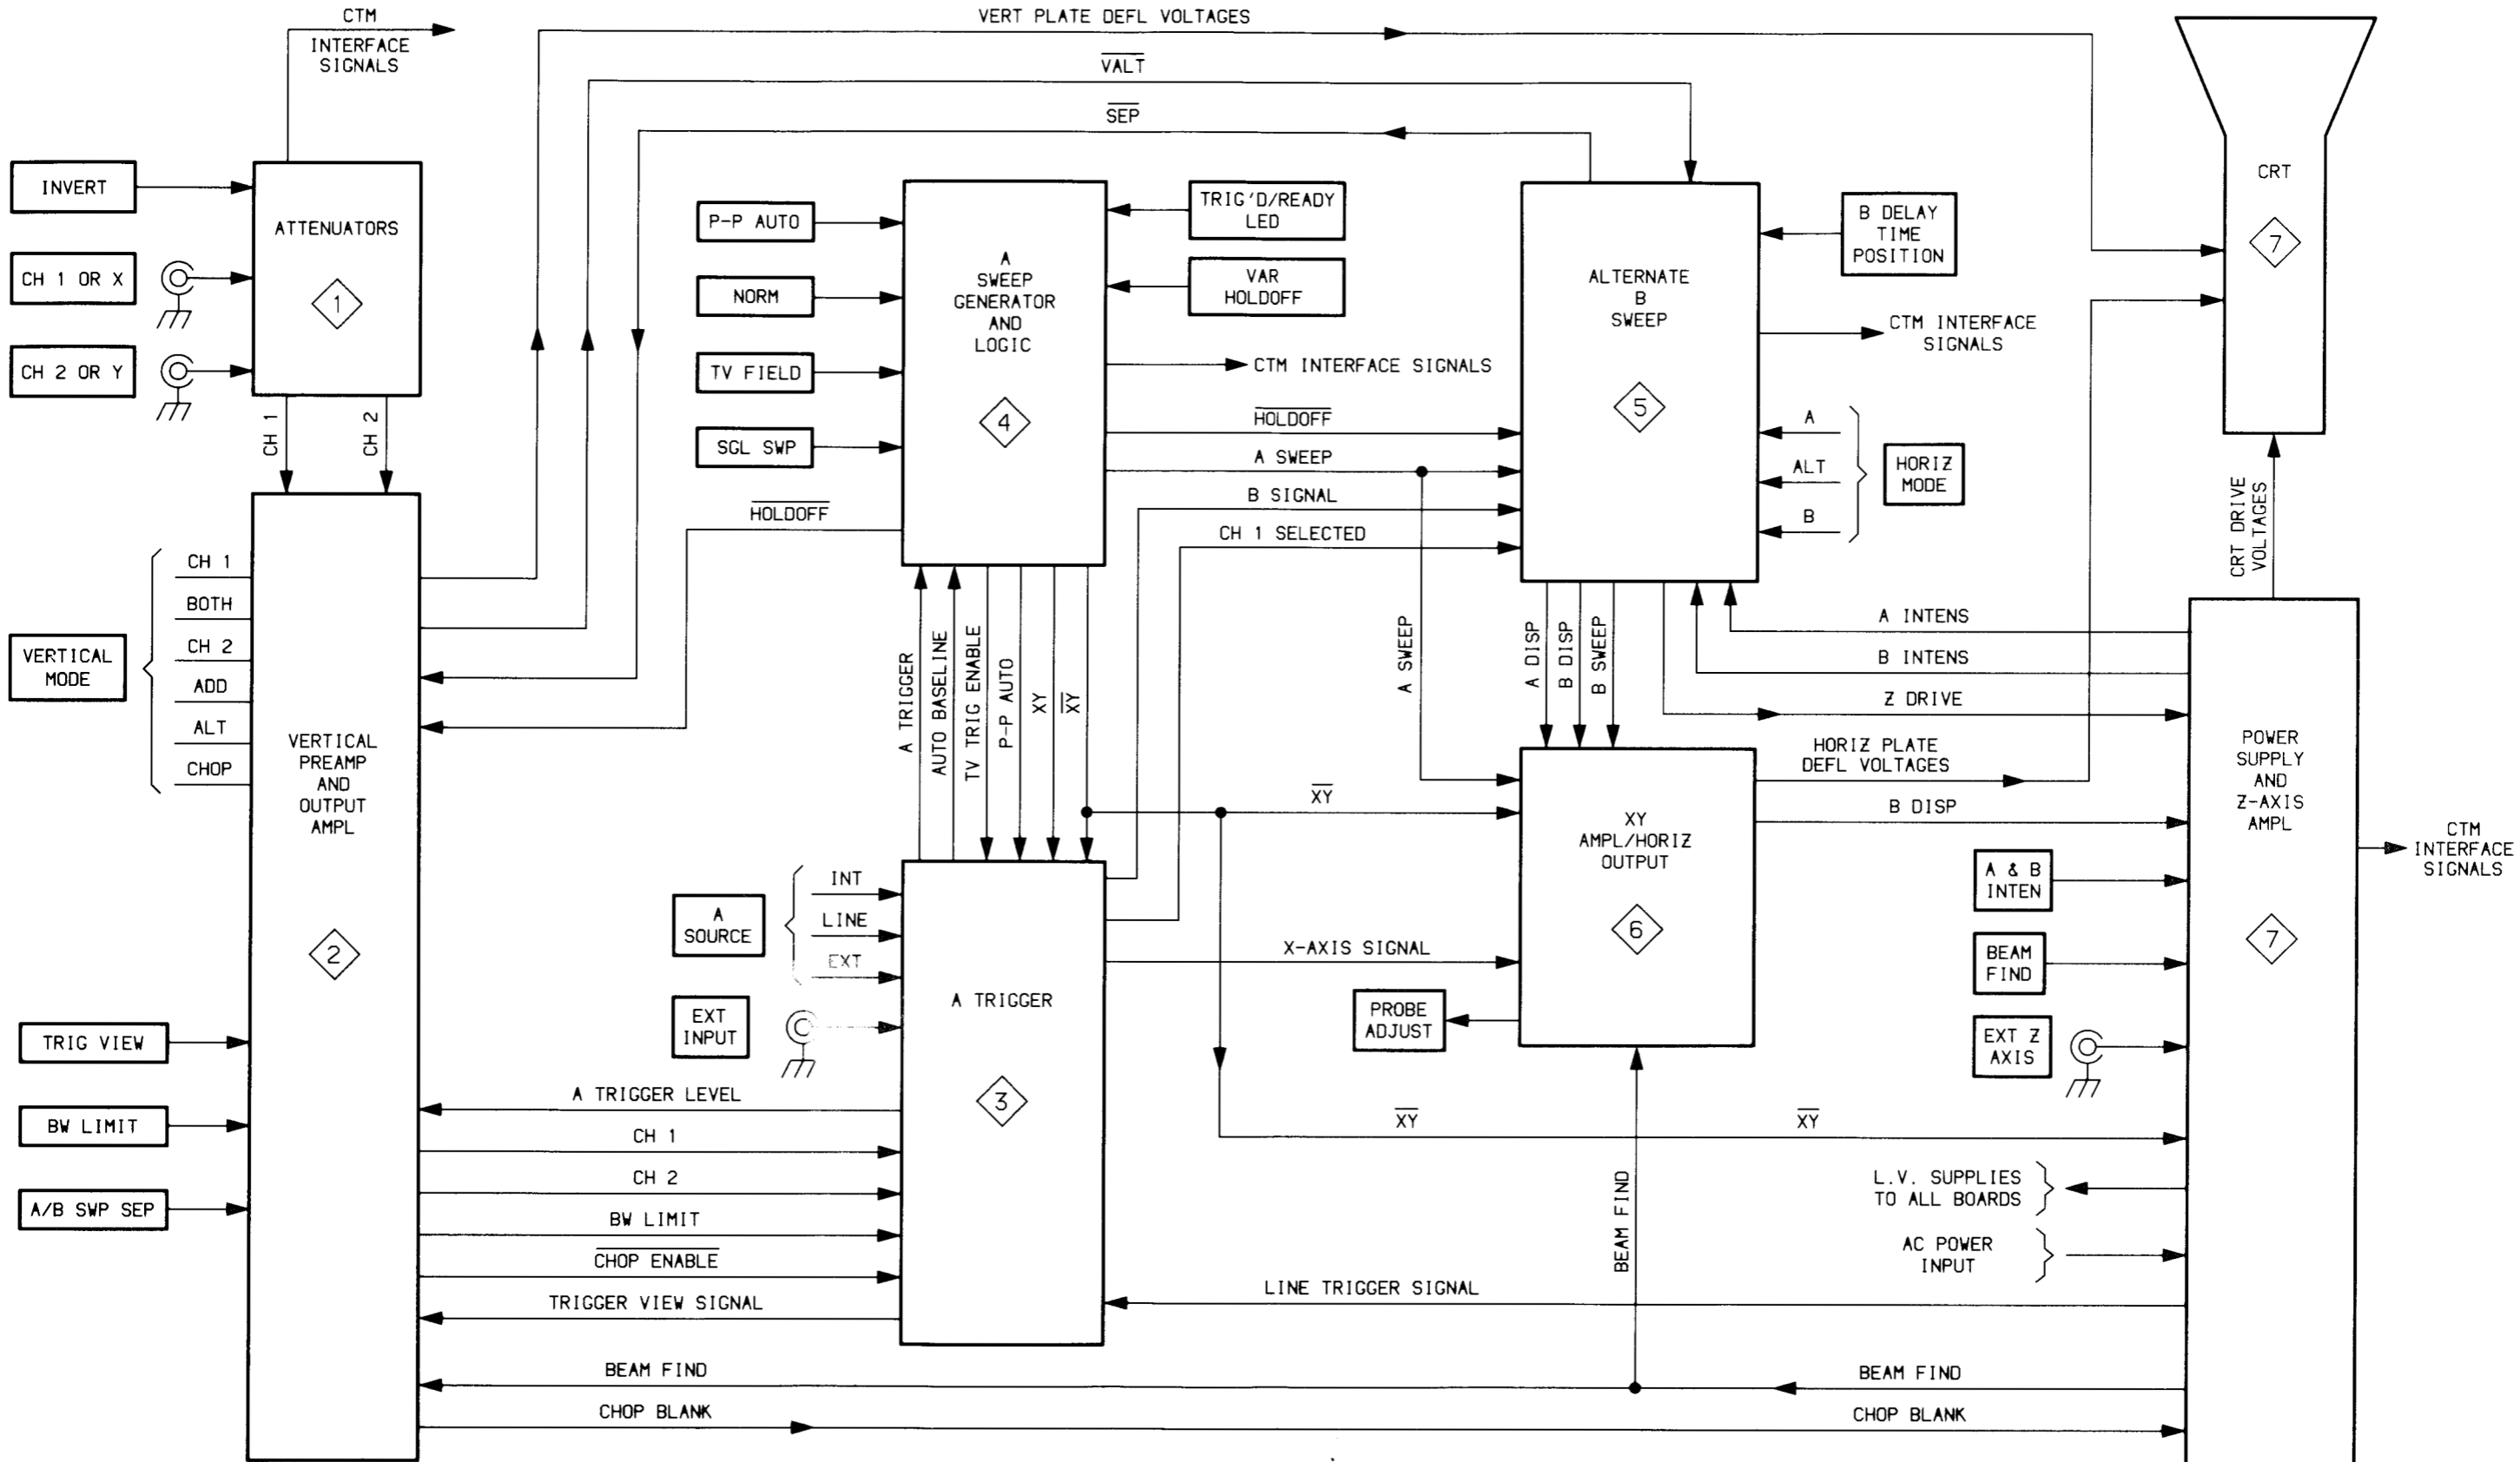 CTM
INTERFACE
SIGNALS
VERT PLATE DEFL VOLTAGES
VALT
SEP
INVERT
CH 1 OR X
CH 2 OR Y
ATTENUATORS
1
CH 1
CH 2
P-P AUTO
NORM
TV FIELD
SGL SWP
A
SWEEP
GENERATOR
AND
LOGIC
4
TRIG'D/READY
LED
VAR
HOLDOFF
CTM INTERFACE SIGNALS
HOLDOFF
A SWEEP
B SIGNAL
CH 1 SELECTED
HOLDOFF
ALTERNATE
B
SWEEP
5
B DELAY
TIME
POSITION
CTM INTERFACE
SIGNALS
A
ALT
B
HORIZ
MODE
CRT
7
CRT DRIVE
VOLTAGES
VERTICAL
MODE
CH 1
BOTH
CH 2
ADD
ALT
CHOP
VERTICAL
PREAMP
AND
OUTPUT
AMPL
2
TRIG VIEW
BW LIMIT
A/B SWP SEP
A TRIGGER
AUTO BASELINE
TV TRIG ENABLE
P-P AUTO
XY
XY
A SWEEP
A DISP
B DISP
B SWEEP
A INTENS
B INTENS
Z DRIVE
HORIZ PLATE
DEFL VOLTAGES
B DISP
XY
XY
AMPL/HORIZ
OUTPUT
6
X-AXIS SIGNAL
PROBE
ADJUST
A
SOURCE
INT
LINE
EXT
EXT
INPUT
A TRIGGER
3
A TRIGGER LEVEL
CH 1
CH 2
BW LIMIT
CHOP ENABLE
TRIGGER VIEW SIGNAL
BEAM FIND
CHOP BLANK
POWER
SUPPLY
AND
Z-AXIS
AMPL
7
CTM
INTERFACE
SIGNALS
A & B
INTEN
BEAM
FIND
EXT Z
AXIS
XY
XY
L.V. SUPPLIES
TO ALL BOARDS
AC POWER
INPUT
BEAM FIND
LINE TRIGGER SIGNAL
BEAM FIND
CHOP BLANK